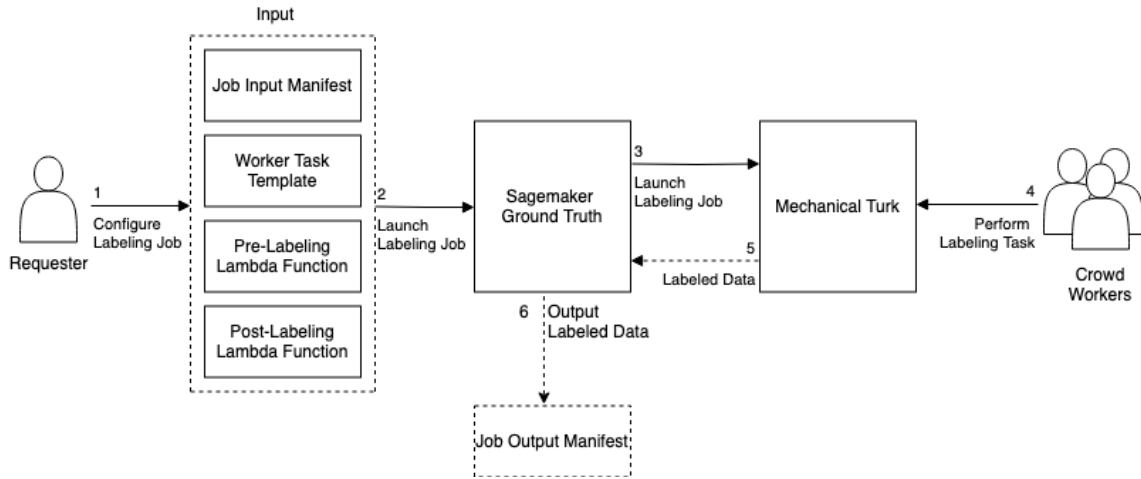 Input
Job Input Manifest
Worker Task
Template
Pre-Labeling
Lambda Function
Post-Labeling
Lambda Function
Requester
1
Configure
Labeling Job
2
Launch
Labeling Job
Sagemaker
Ground Truth
3
Launch
Labeling Job
Mechanical Turk
4
Perform
Labeling Task
Crowd
Workers
5
Labeled Data
6
Output
Labeled Data
Job Output Manifest